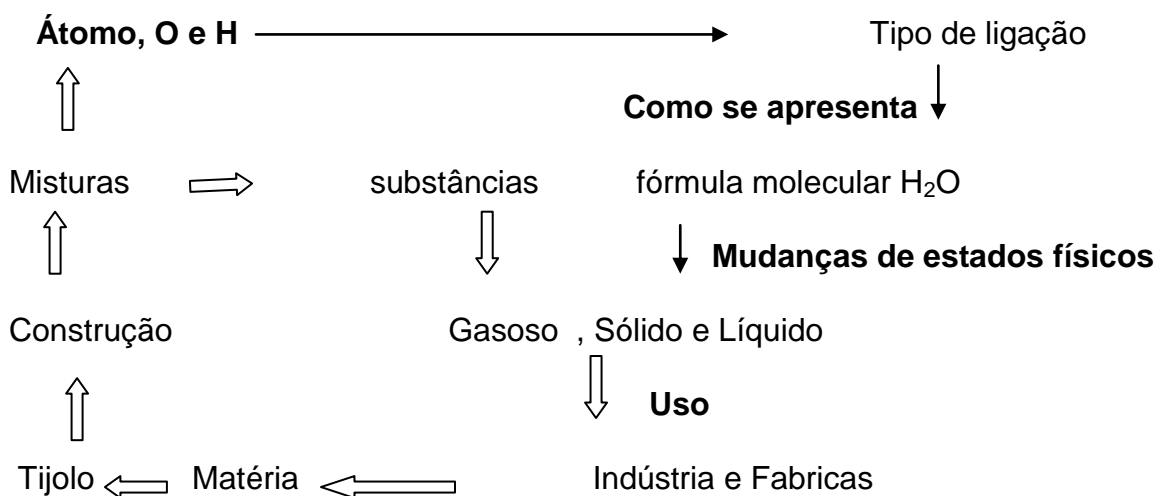 Átomo, O e H Tipo de ligação
Como se apresenta
Misturas substâncias fórmula molecular H₂O
Mudanças de estados físicos
Construção Gasoso , Sólido e Líquido
Uso
Tijolo Matéria Indústria e Fabricas